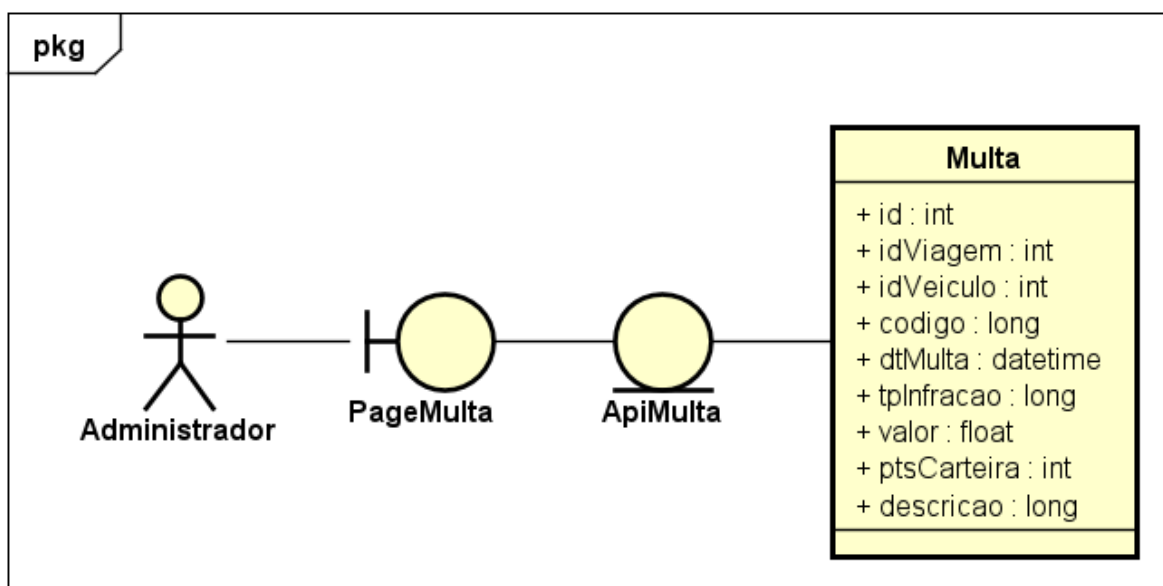 pkg
Administrador
PageMulta
ApiMulta
Multa
+ id : int
+ idViagem : int
+ idVeiculo : int
+ codigo : long
+ dtMulta : datetime
+ tpInfracao : long
+ valor : float
+ ptsCarteira : int
+ descricao : long